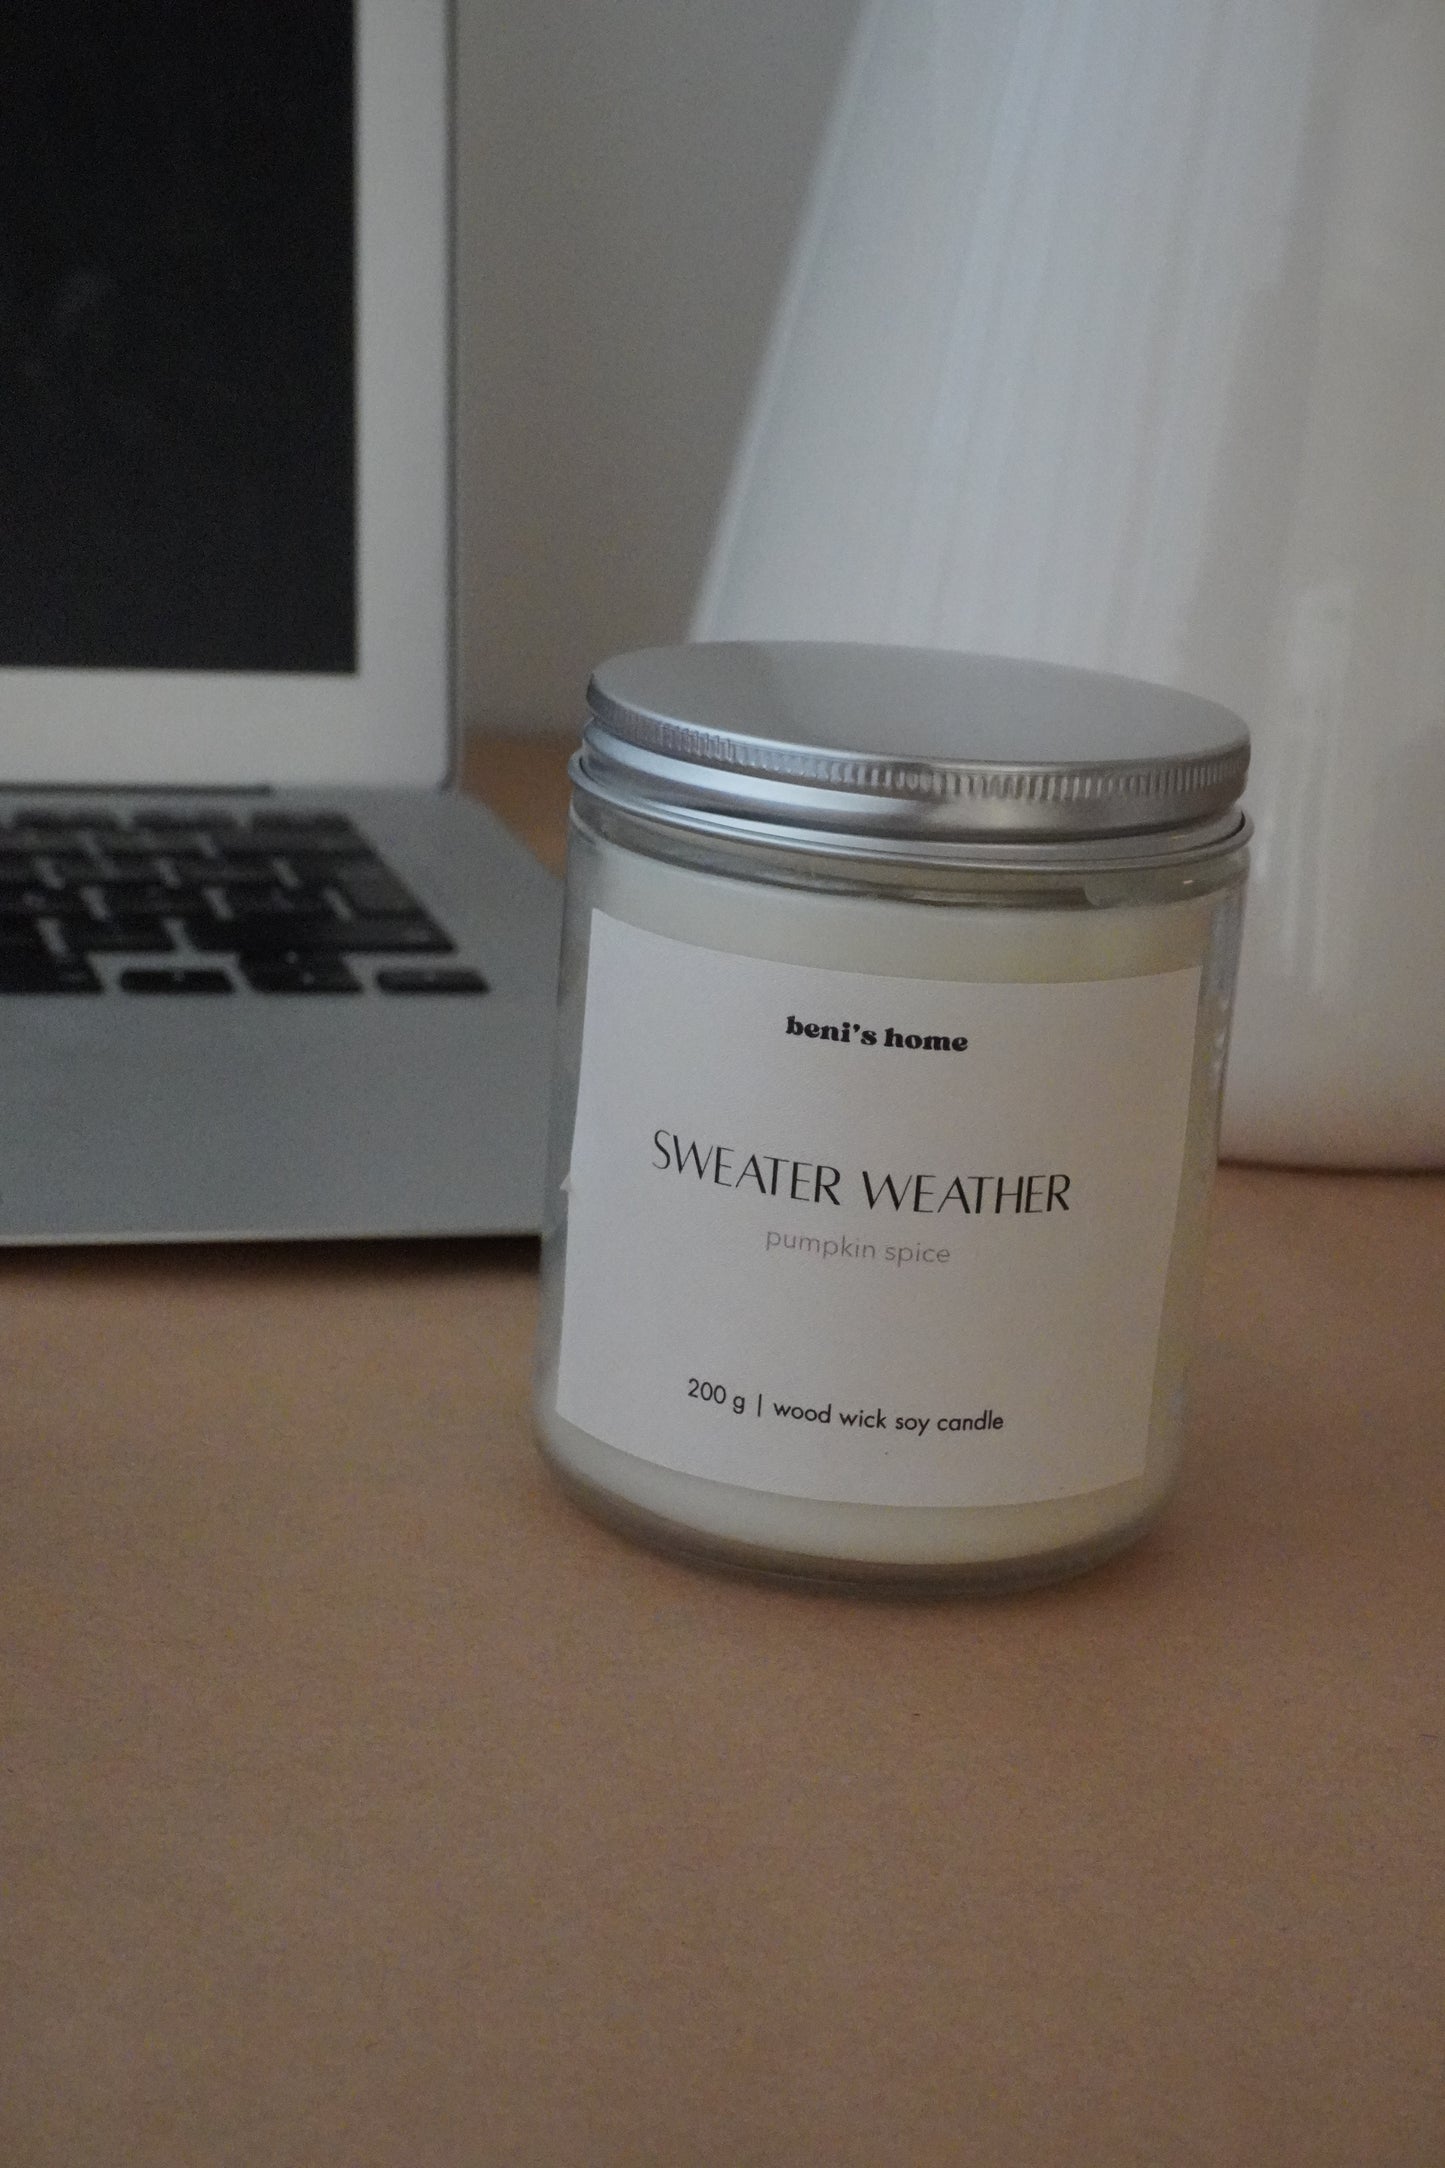 beni's home
SWEATER WEATHER
pumpkin spice
200 g | wood wick soy candle